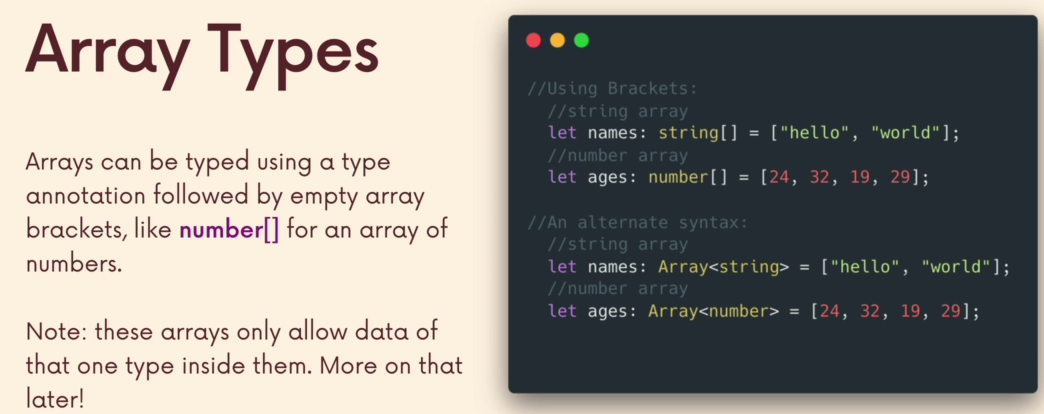 Array Types
Arrays can be typed using a type
annotation followed by empty array
brackets, like number[] for an array of
numbers.
Note: these arrays only allow data of
that one type inside them. More on that
later!
//Using Brackets:
//string array
let names: string[] = ["hello", "world"];
//number array
let ages: number[] = [24, 32, 19, 29];
//An alternate syntax:
//string array
let names: Array<string> = ["hello", "world"];
//number array
let ages: Array<number> = [24, 32, 19, 29];